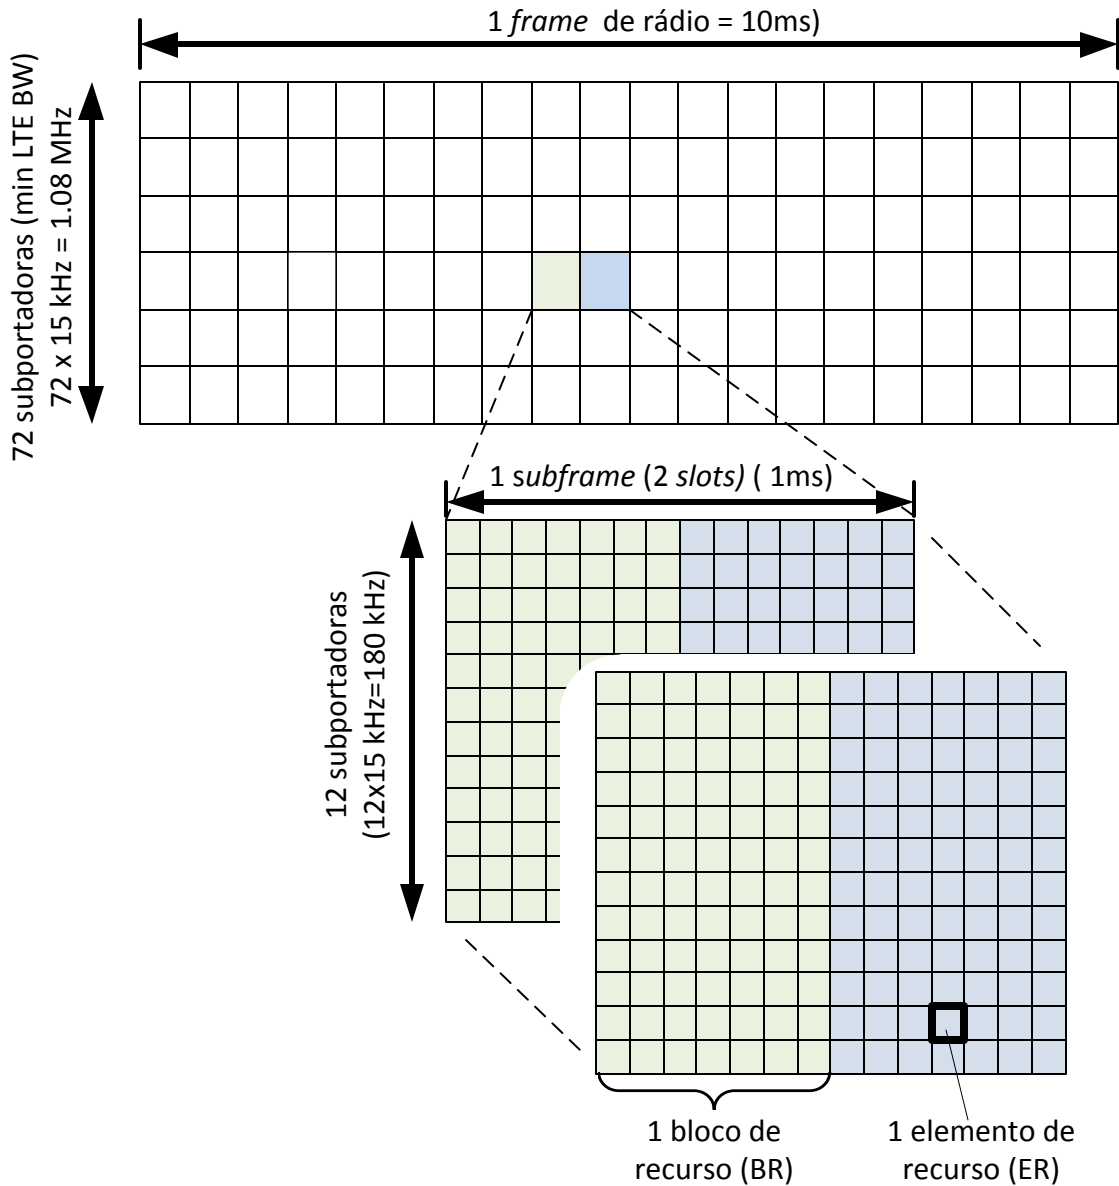 1 frame de rádio = 10ms)
72 subportadoras (min LTE BW)
72 x 15 kHz = 1.08 MHz
1 subframe (2 slots) ( 1ms)
12 subportadoras
(12x15 kHz=180 kHz)
1 bloco de
recurso (BR)
1 elemento de
recurso (ER)